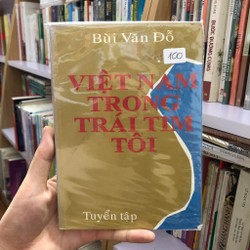 Bùi Văn Đỗ
100
VIỆT NAM
TRONG
TRÁI TIM
TÔI
Tuyển tập